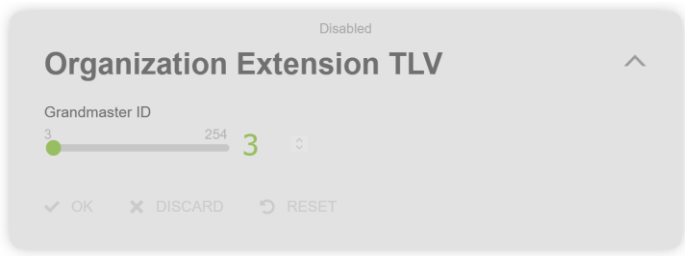 Disabled
Organization Extension TLV
Grandmaster ID
3 254 3
OK DISCARD RESET